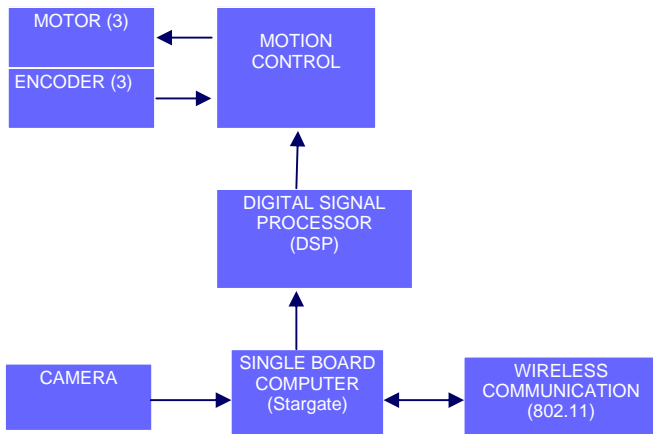 MOTOR (3)
ENCODER (3)
MOTION
CONTROL
DIGITAL SIGNAL
PROCESSOR
(DSP)
CAMERA
SINGLE BOARD
COMPUTER
(Stargate)
WIRELESS
COMMUNICATION
(802.11)